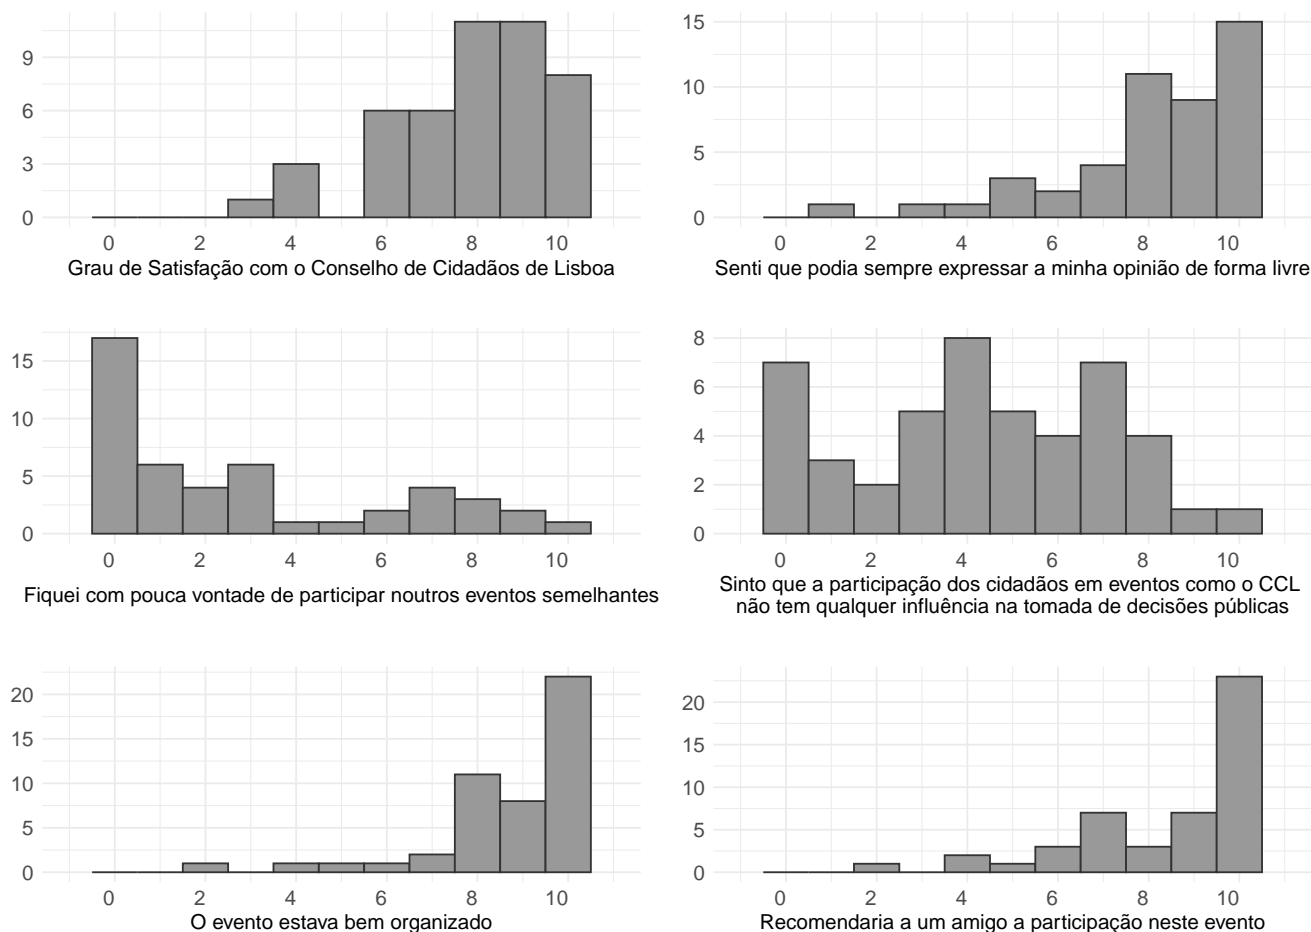 9
6
3
0
0 2 4 6 8 10
Grau de Satisfação com o Conselho de Cidadãos de Lisboa
15
10
5
0
0 2 4 6 8 10
Senti que podia sempre expressar a minha opinião de forma livre
15
10
5
0
0 2 4 6 8 10
Fiquei com pouca vontade de participar noutros eventos semelhantes
8
6
4
2
0
0 2 4 6 8 10
Sinto que a participação dos cidadãos em eventos como o CCL
não tem qualquer influência na tomada de decisões públicas
20
15
10
5
0
0 2 4 6 8 10
O evento estava bem organizado
20
15
10
5
0
0 2 4 6 8 10
Recomendaria a um amigo a participação neste evento